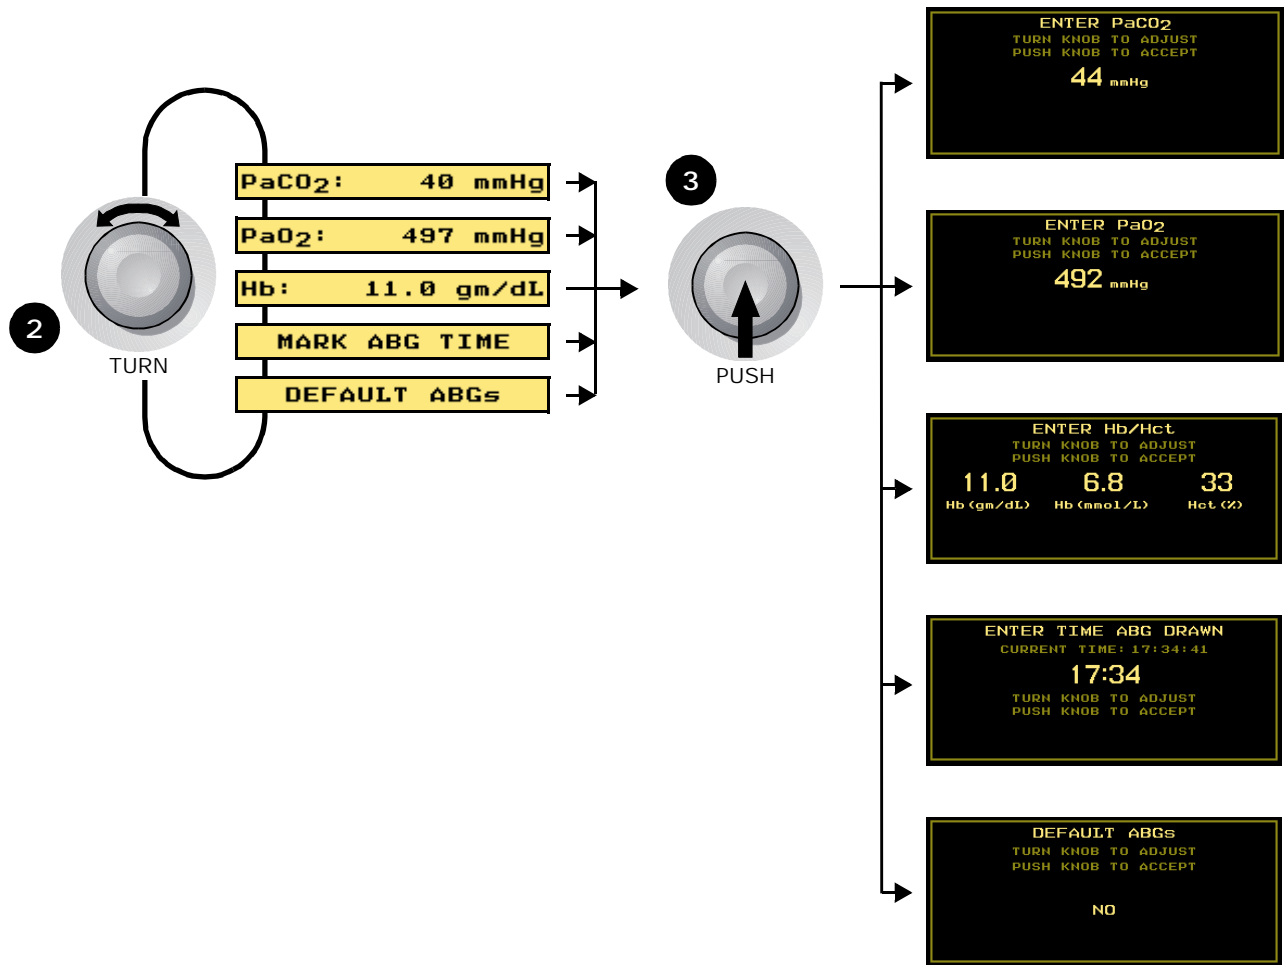 2
TURN
PaCO2: 40 mmHg
PaO2: 497 mmHg
Hb: 11.0 gm/dL
MARK ABG TIME
DEFAULT ABGs
3
PUSH
ENTER PaCO2
TURN KNOB TO ADJUST
PUSH KNOB TO ACCEPT
44 mmHg
ENTER PaO2
TURN KNOB TO ADJUST
PUSH KNOB TO ACCEPT
492 mmHg
ENTER Hb/Hct
TURN KNOB TO ADJUST
PUSH KNOB TO ACCEPT
11.0 6.8 33
Hb(gm/dL) Hb(mmol/L) Hct(%)
ENTER TIME ABG DRAWN
CURRENT TIME: 17:34:41
17:34
TURN KNOB TO ADJUST
PUSH KNOB TO ACCEPT
DEFAULT ABGs
TURN KNOB TO ADJUST
PUSH KNOB TO ACCEPT
NO